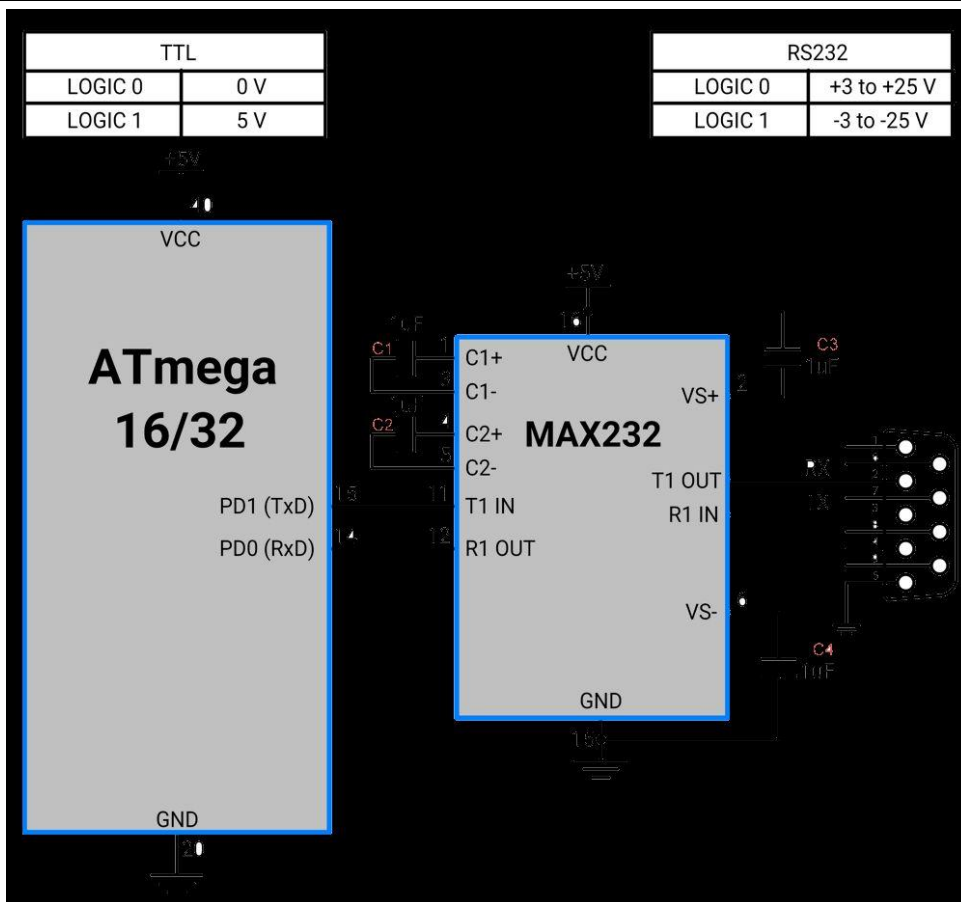 TTL
LOGIC 0 0 V
LOGIC 1 5 V
RS232
LOGIC 0 +3 to +25 V
LOGIC 1 -3 to -25 V
+5V
40
VCC
ATmega
16/32
PD1 (TxD)
PD0 (RxD)
15
14
GND
20
+5V
VCC
1uF
C1
1
3
C1+
C1-
C2
4
5
C2+
C2-
MAX232
11
T1 IN
12
R1 OUT
VS+
2
T1 OUT
R1 IN
VS-
6
GND
15
C3
1uF
RX
TX
C4
1uF